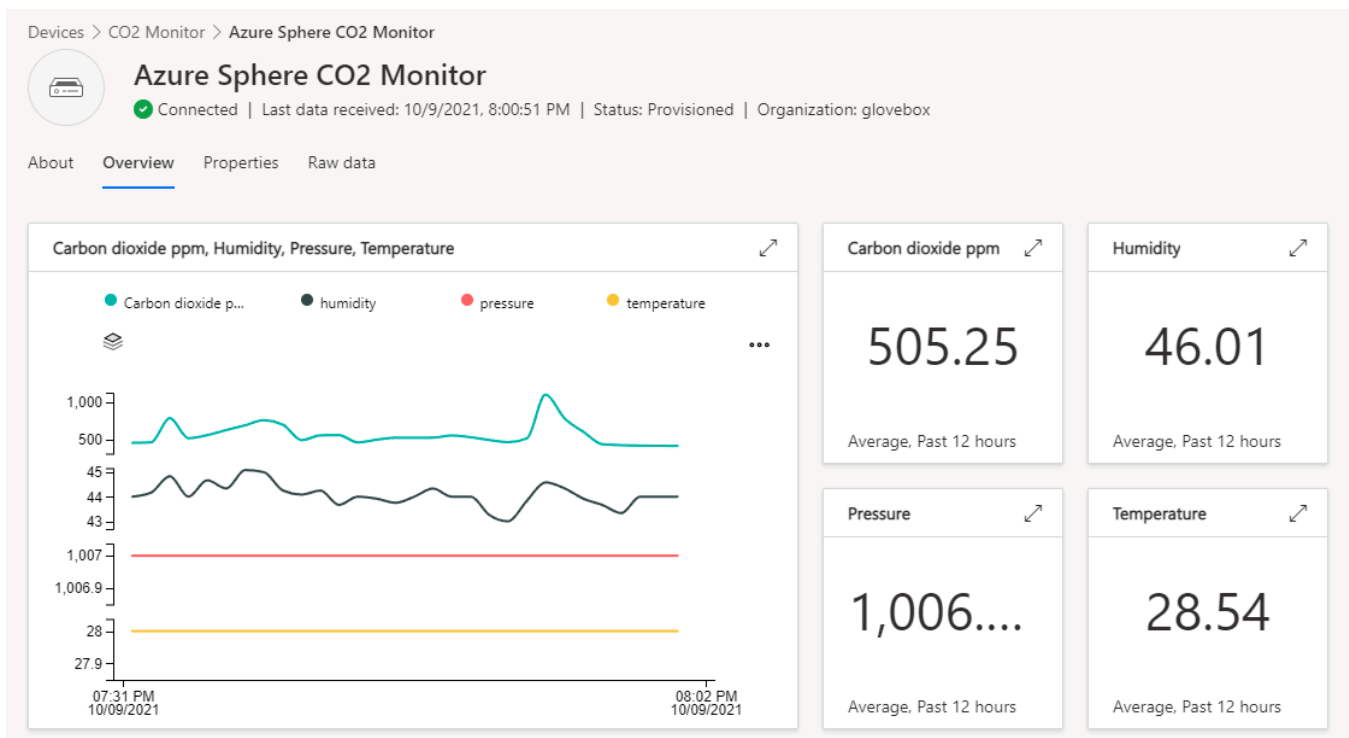 Devices > CO2 Monitor > Azure Sphere CO2 Monitor
Azure Sphere CO2 Monitor
Connected | Last data received: 10/9/2021, 8:00:51 PM | Status: Provisioned | Organization: glovebox
About Overview Properties Raw data
Carbon dioxide ppm, Humidity, Pressure, Temperature
Carbon dioxide p... humidity pressure temperature
1,000
500
45
44
43
1,007
1,006.9
28
27.9
07:31 PM 08:02 PM
10/09/2021 10/09/2021
Carbon dioxide ppm
505.25
Average, Past 12 hours
Humidity
46.01
Average, Past 12 hours
Pressure
1,006....
Average, Past 12 hours
Temperature
28.54
Average, Past 12 hours